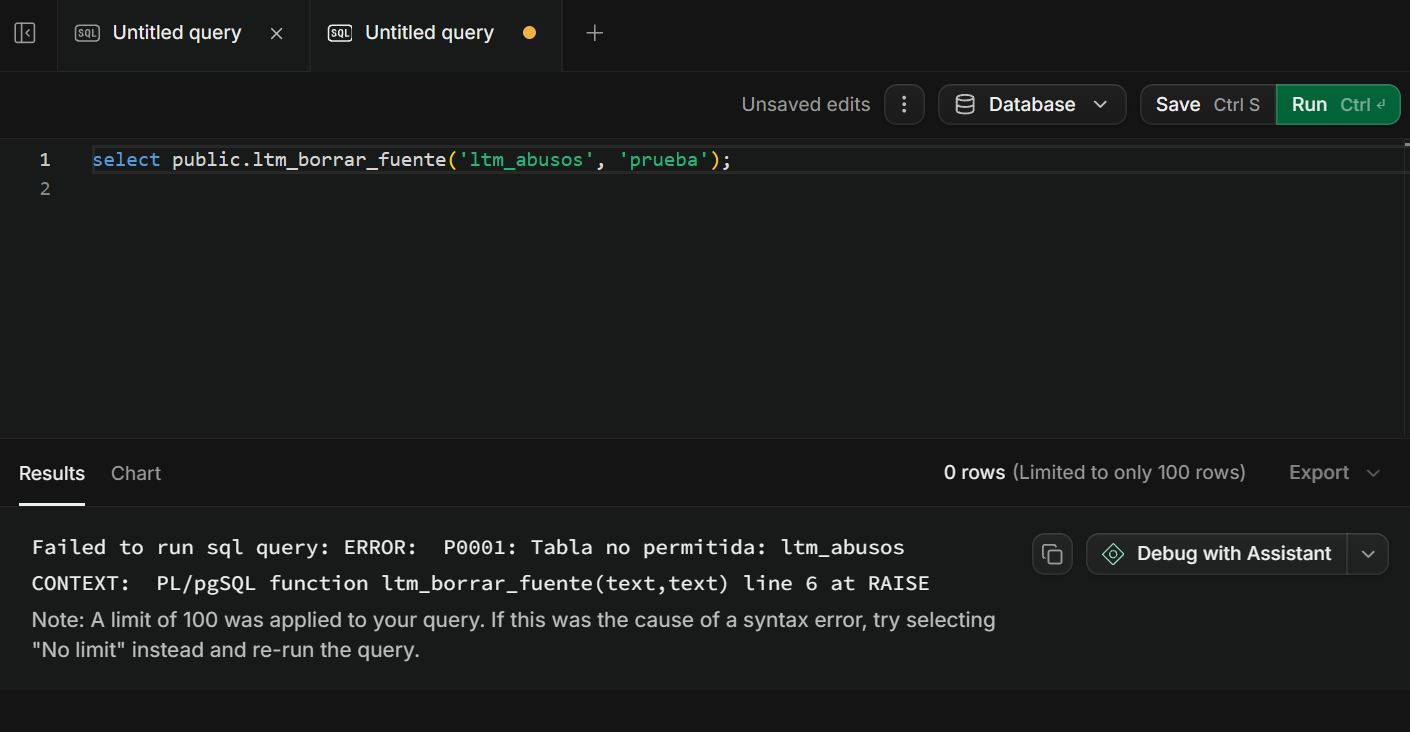 SQL Untitled query SQL Untitled query
Unsaved edits Database Save Ctrl S Run Ctrl ↵
1 select public.ltm_borrar_fuente('ltm_abusos', 'prueba');
2
Results Chart 0 rows (Limited to only 100 rows) Export
Failed to run sql query: ERROR:  P0001: Tabla no permitida: ltm_abusos
CONTEXT:  PL/pgSQL function ltm_borrar_fuente(text,text) line 6 at RAISE
Note: A limit of 100 was applied to your query. If this was the cause of a syntax error, try selecting
"No limit" instead and re-run the query.
Debug with Assistant